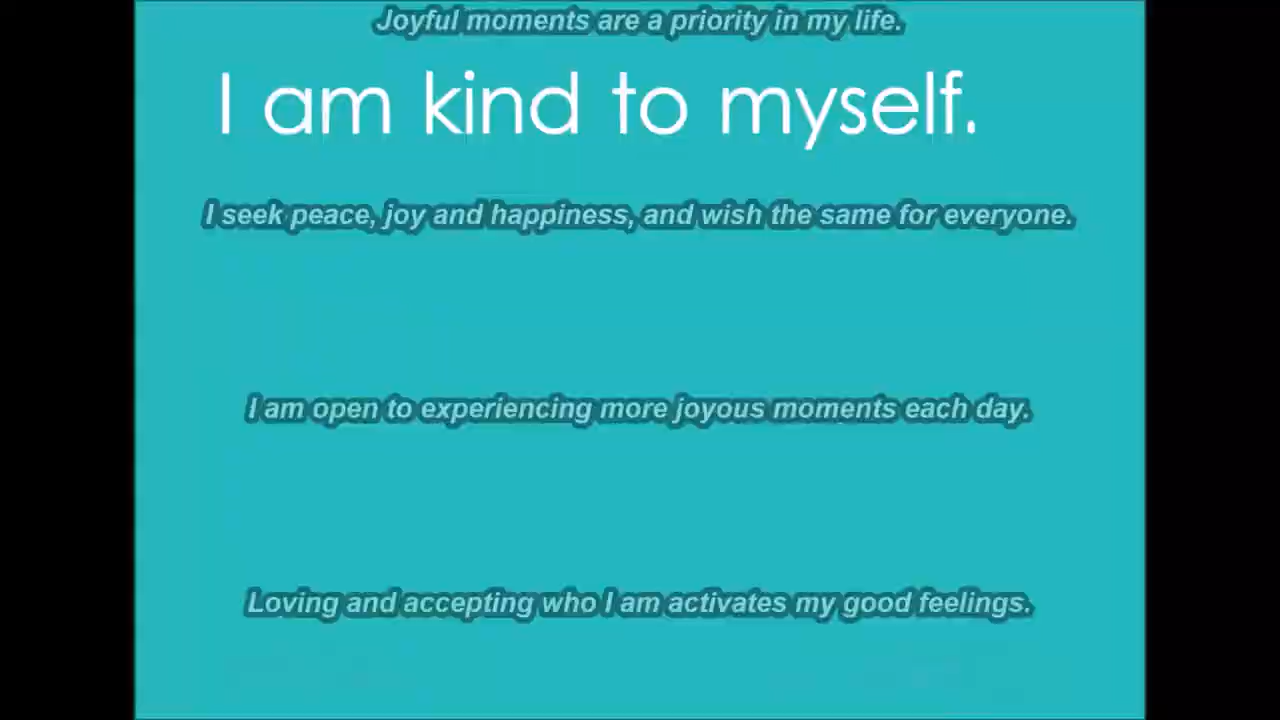 Joyful moments are a priority in my life.
I am kind to myself.
I seek peace, joy and happiness, and wish the same for everyone.
I am open to experiencing more joyous moments each day.
Loving and accepting who I am activates my good feelings.